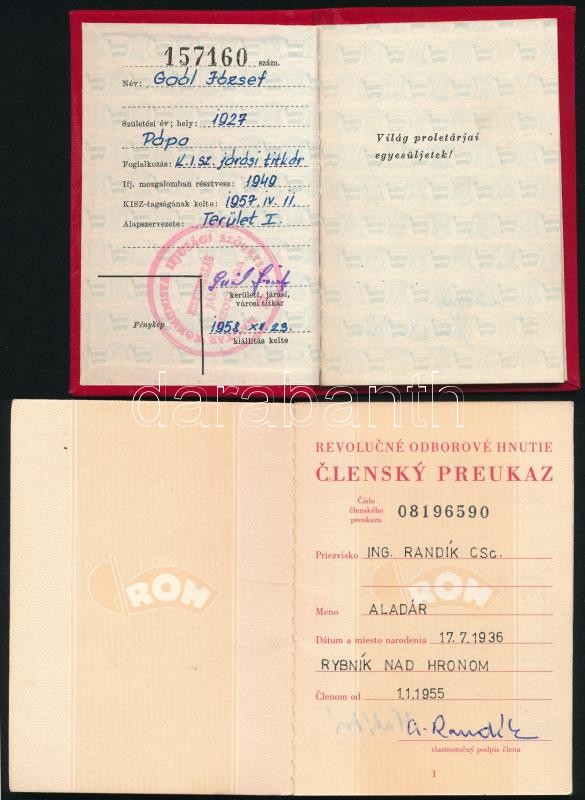 157160 szám.
Név: Gaál József
Születési év; hely: 1927
Pápa
Foglalkozás: K.I.SZ. járási titkár
Ifj. mozgalomban résztvesz: 1949
KISZ-tagságának kelte: 1957. IV. 11.
Alapszervezete: Terület I.
kerületi, járási,
városi titkár
Fénykép
1958. XII. 23.
kiállítás kelte
Világ proletárjai
egyesüljetek!
darabanth
REVOLUČNÉ ODBOROVÉ HNUTIE
ČLENSKÝ PREUKAZ
Číslo
členského
preukazu 08196590
Priezvisko ING. RANDÍK CSc.
ROH
ROH
Meno ALADÁR
Dátum a miesto narodenia 17.7.1936
RYBNÍK NAD HRONOM
Členom od 1.1.1955
A. Randík
vlastnoručný podpis člena
1